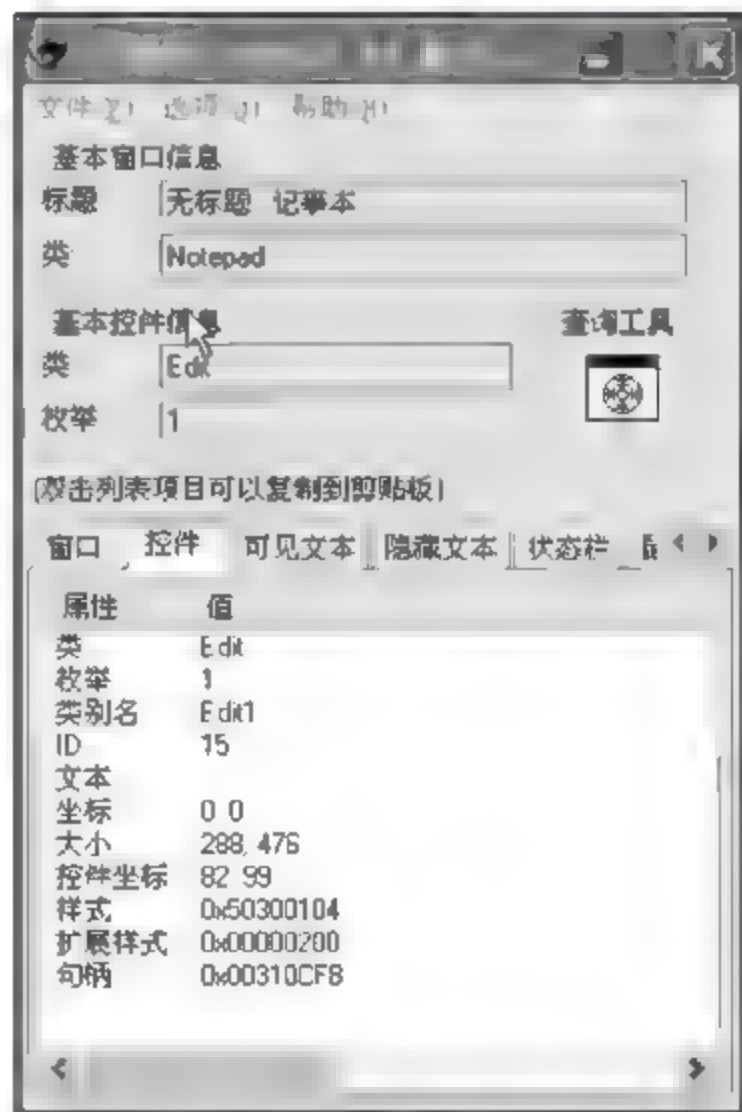 文件 选项 帮助
基本窗口信息
标题 无标题 记事本
类 Notepad
基本控件信息 查询工具
类 Edit
枚举 1
(双击列表项目可以复制到剪贴板)
窗口 控件 可见文本 隐藏文本 状态栏
属性 值
类 Edit
枚举 1
类别名 Edit1
ID 15
文本
坐标 0 0
大小 288, 476
控件坐标 82 99
样式 0x50300104
扩展样式 0x00000200
句柄 0x00310CF8